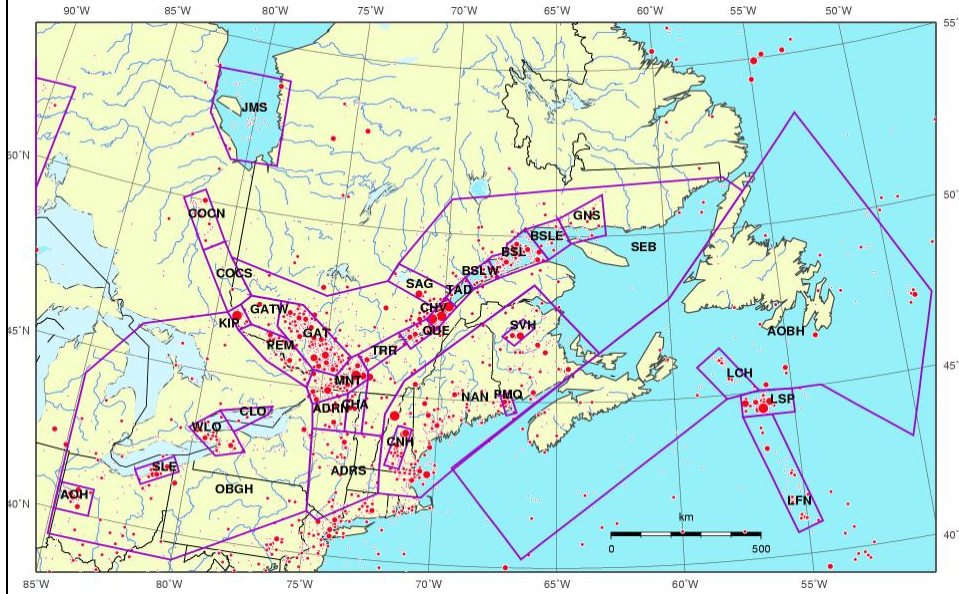 90°W 85°W 80°W 75°W 70°W 65°W 60°W 55°W 50°W 55°
JMS
50°N
50°
COCN
GNS
BSLE
SEB
BSL
COCS
BSLW
SAG
TAD
GATW
CHV
KIP
SVH
45°N
GAT
QUE
AOBH
PEM
TRR
45°
LCH
MNT
NAN PMQ
LSP
ADRN CHA
CLO
WLO
CNH
SLE
ADRS
OBGH
AOH
LFN
40°N
km
40°
0 500
85°W 80°W 75°W 70°W 65°W 60°W 55°W